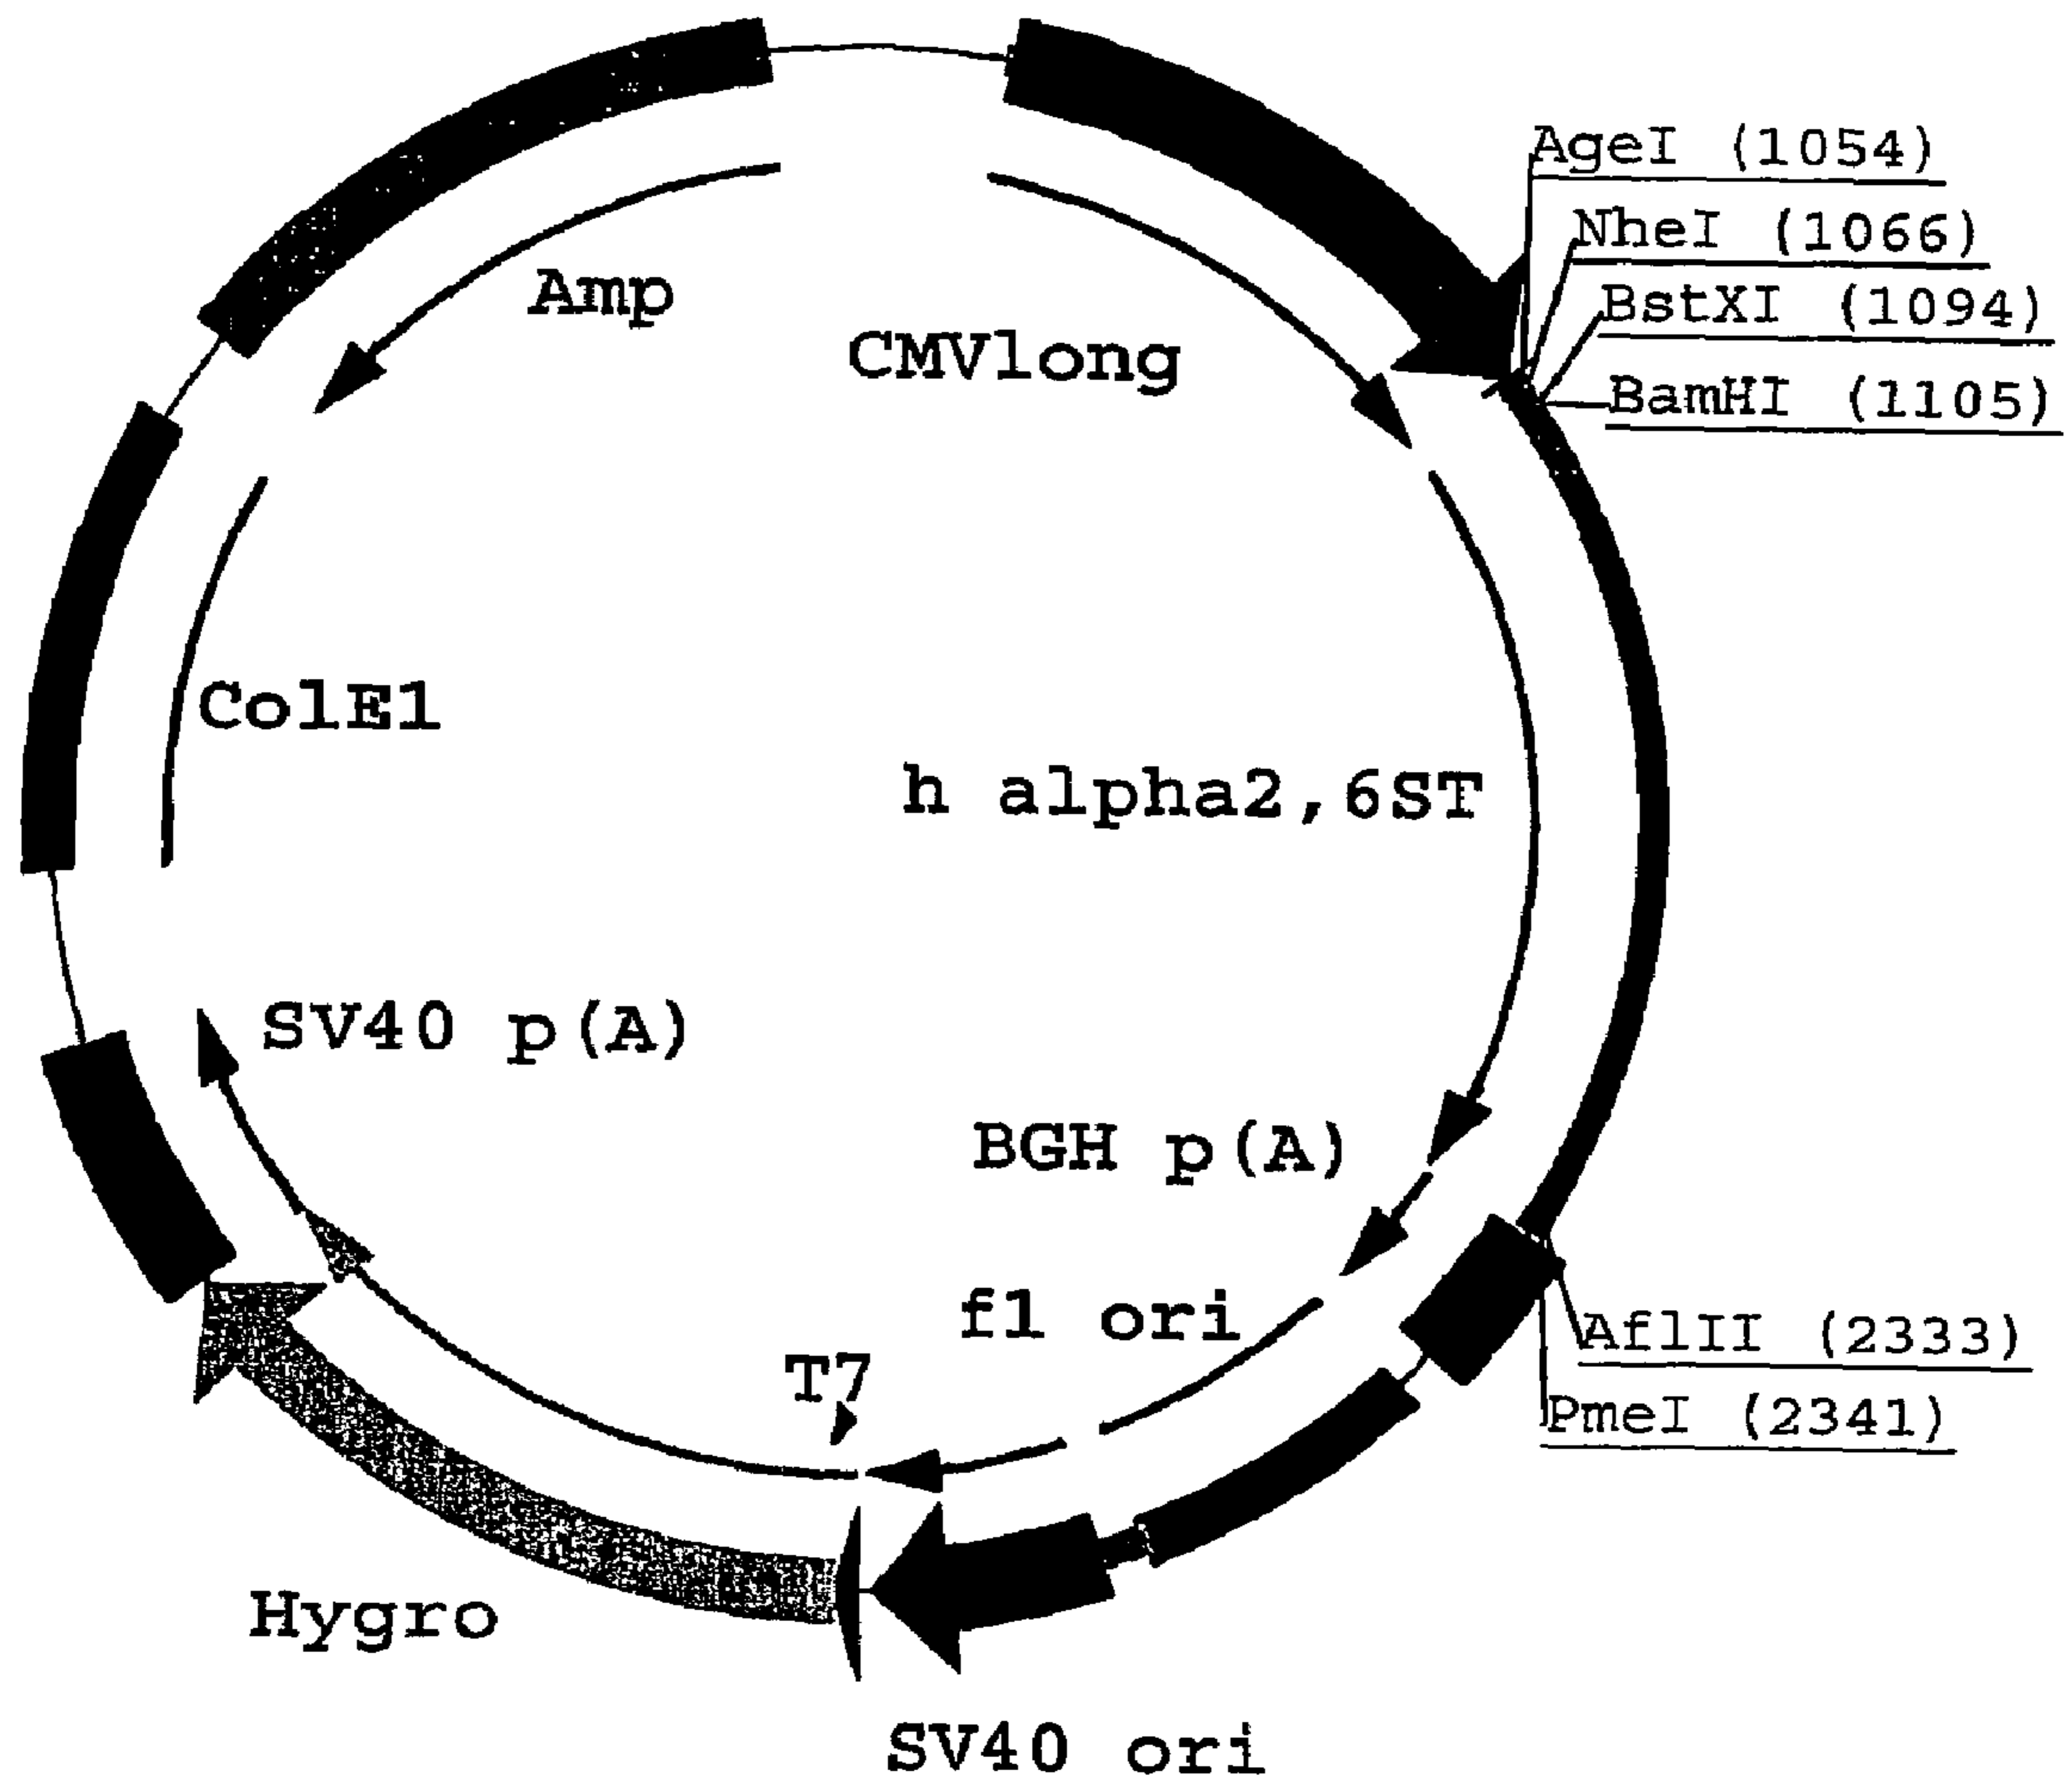 AgeI (1054)
NheI (1066)
BstXI (1094)
BamHI (1105)
Amp
CMVlong
ColE1
h alpha2,6ST
SV40 p(A)
BGH p(A)
f1 ori
T7
AflII (2333)
PmeI (2341)
Hygro
SV40 ori